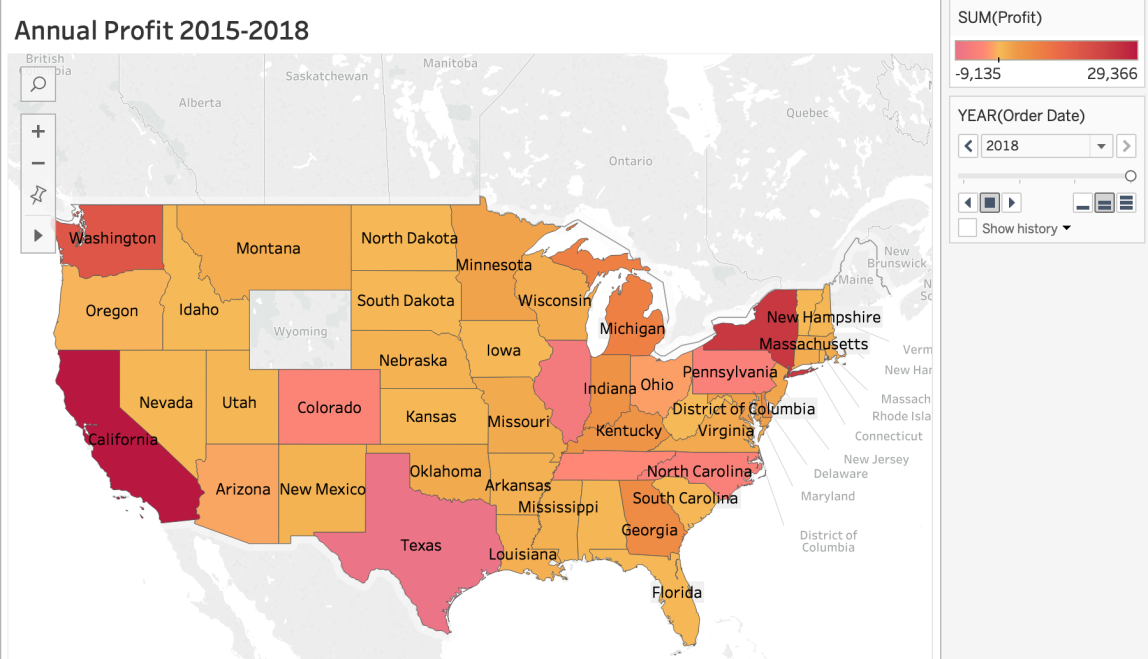 Annual Profit 2015-2018
SUM(Profit)
-9,135
29,366
YEAR(Order Date)
2018
Show history
British
Manitoba
Saskatchewan
Alberta
Quebec
Ontario
New
Brunswick
Maine
Washington
Montana
North Dakota
Minnesota
Oregon
Idaho
South Dakota
Wisconsin
Wyoming
Michigan
New Hampshire
Massachusetts
Nebraska
Iowa
Pennsylvania
Nevada
Utah
Colorado
Kansas
Missouri
Indiana
Ohio
District of Columbia
Kentucky
Virginia
California
Arizona
New Mexico
Oklahoma
Arkansas
North Carolina
South Carolina
Mississippi
Georgia
Texas
Louisiana
Florida
Verm
New Har
Massach
Rhode Isla
Connecticut
New Jersey
Delaware
Maryland
District of
Columbia